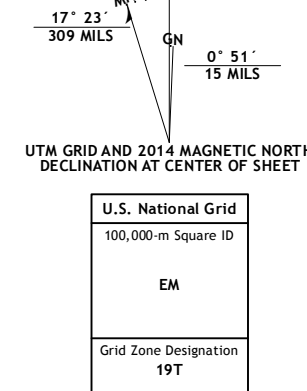 17° 23´
309 MILS
GN
0° 51´
15 MILS
UTM GRID AND 2014 MAGNETIC NORTH
DECLINATION AT CENTER OF SHEET
U.S. National Grid
100,000-m Square ID
EM
Grid Zone Designation
19T